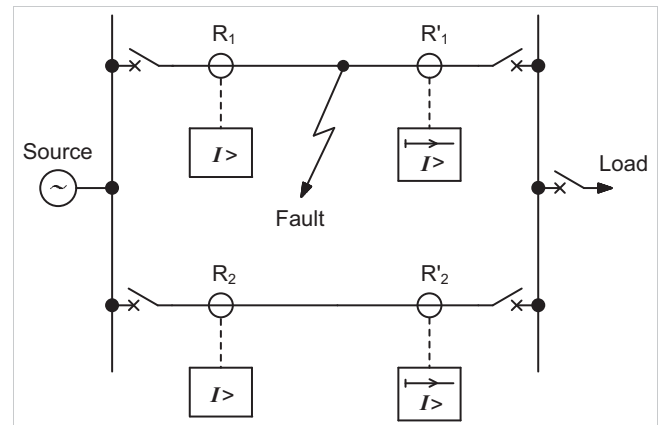 R₁ R'₁
I> I>
Source
~
Load
Fault
R₂ R'₂
I> I>